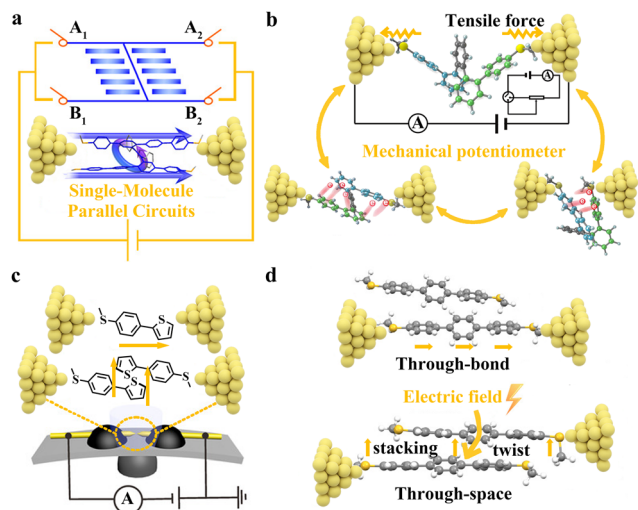 a
A1 A2
B1 B2
Single-Molecule
Parallel Circuits
b
Tensile force
A
A
Mechanical potentiometer
c
S
S
S
S
S
S
A
d
Through-bond
Electric field
stacking twist
Through-space